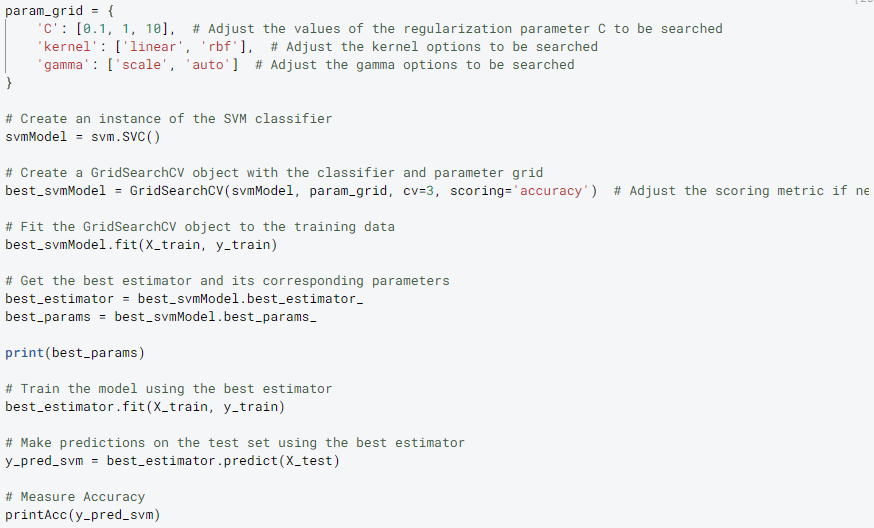 param_grid = {
    'C': [0.1, 1, 10],  # Adjust the values of the regularization parameter C to be searched
    'kernel': ['linear', 'rbf'],  # Adjust the kernel options to be searched
    'gamma': ['scale', 'auto']  # Adjust the gamma options to be searched
}

# Create an instance of the SVM classifier
svmModel = svm.SVC()

# Create a GridSearchCV object with the classifier and parameter grid
best_svmModel = GridSearchCV(svmModel, param_grid, cv=3, scoring='accuracy')  # Adjust the scoring metric if ne

# Fit the GridSearchCV object to the training data
best_svmModel.fit(X_train, y_train)

# Get the best estimator and its corresponding parameters
best_estimator = best_svmModel.best_estimator_
best_params = best_svmModel.best_params_

print(best_params)

# Train the model using the best estimator
best_estimator.fit(X_train, y_train)

# Make predictions on the test set using the best estimator
y_pred_svm = best_estimator.predict(X_test)

# Measure Accuracy
printAcc(y_pred_svm)